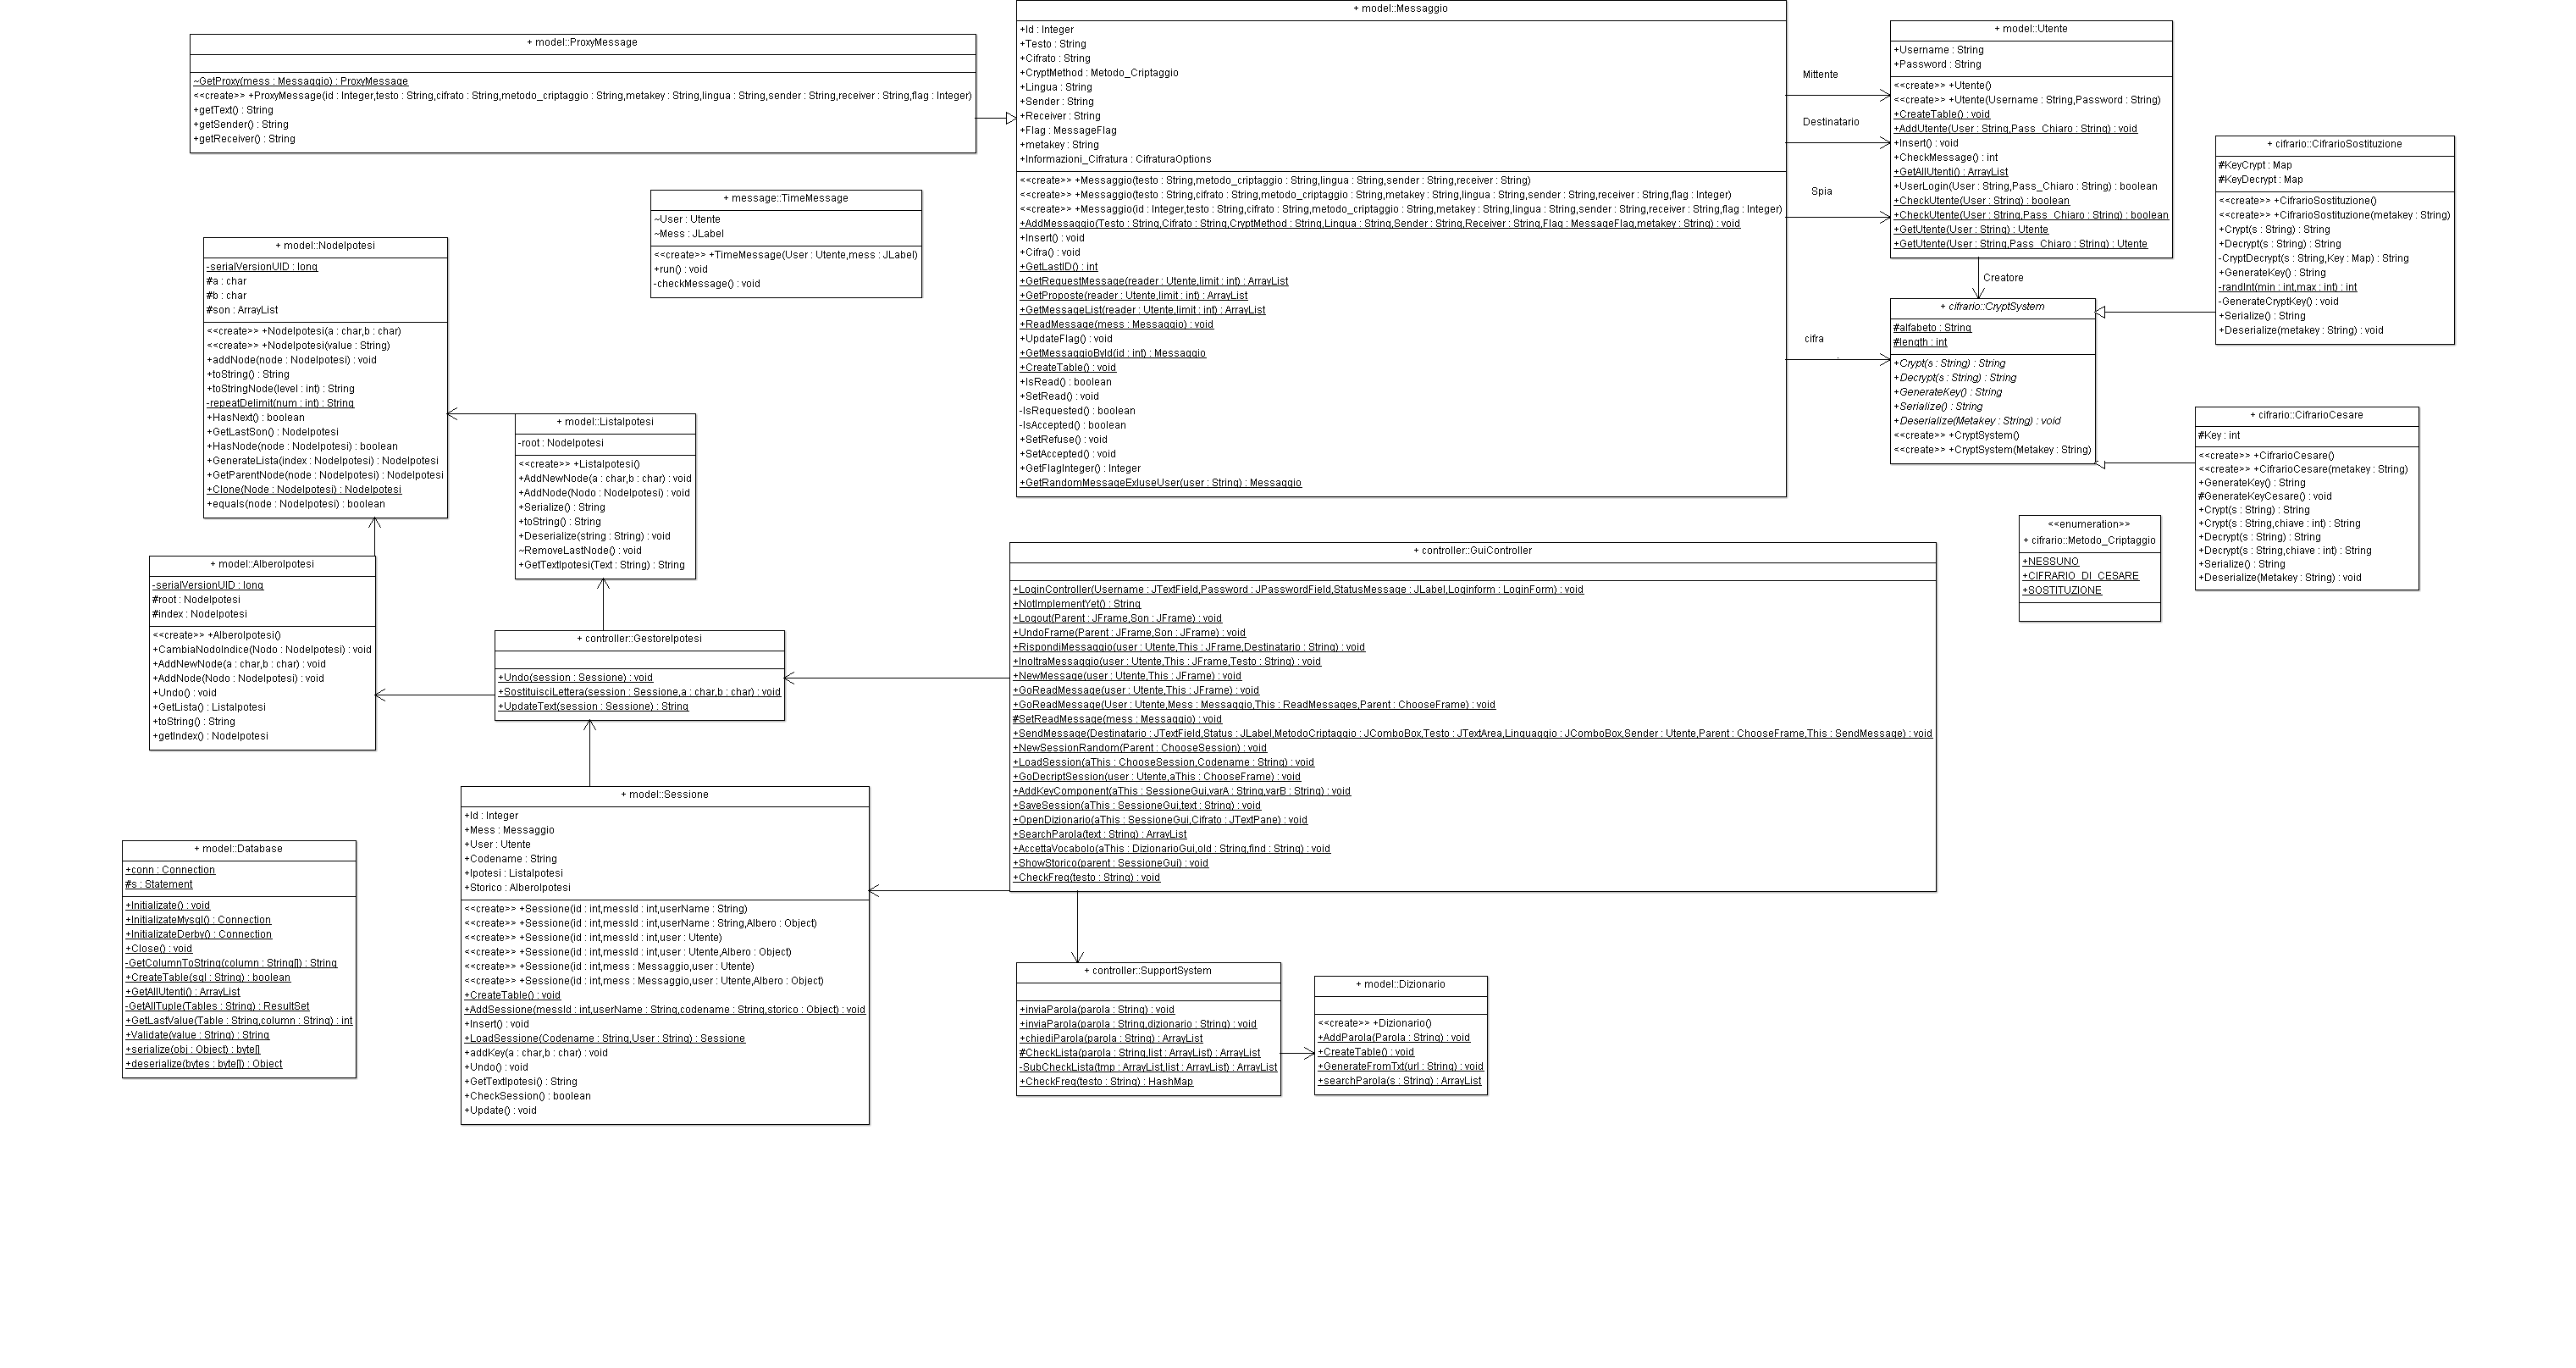 + model::ProxyMessage
~GetProxy(mess : Messaggio) : ProxyMessage
<<create>> +ProxyMessage(id : Integer,testo : String,cifrato : String,metodo_criptaggio : String,metakey : String,lingua : String,sender : String,receiver : String,flag : Integer)
+getText() : String
+getSender() : String
+getReceiver() : String
+ model::Messaggio
+Id : Integer
+Testo : String
+Cifrato : String
+CryptMethod : Metodo_Criptaggio
+Lingua : String
+Sender : String
+Receiver : String
+Flag : MessageFlag
+metakey : String
+Informazioni_Cifratura : CifraturaOptions
<<create>> +Messaggio(testo : String,metodo_criptaggio : String,lingua : String,sender : String,receiver : String)
<<create>> +Messaggio(testo : String,cifrato : String,metodo_criptaggio : String,metakey : String,lingua : String,sender : String,receiver : String,flag : Integer)
<<create>> +Messaggio(id : Integer,testo : String,cifrato : String,metodo_criptaggio : String,metakey : String,lingua : String,sender : String,receiver : String,flag : Integer)
+AddMessaggio(Testo : String,Cifrato : String,CryptMethod : String,Lingua : String,Sender : String,Receiver : String,Flag : MessageFlag,metakey : String) : void
+Insert() : void
+Cifra() : void
+GetLastID() : int
+GetRequestMessage(reader : Utente,limit : int) : ArrayList
+GetProposte(reader : Utente,limit : int) : ArrayList
+GetMessageList(reader : Utente,limit : int) : ArrayList
+ReadMessage(mess : Messaggio) : void
+UpdateFlag() : void
+GetMessaggioById(id : int) : Messaggio
+CreateTable() : void
+IsRead() : boolean
+SetRead() : void
-IsRequested() : boolean
-IsAccepted() : boolean
+SetRefuse() : void
+SetAccepted() : void
+GetFlagInteger() : Integer
+GetRandomMessageExluseUser(user : String) : Messaggio
Mittente
Destinatario
Spia
cifra
+ model::Utente
+Username : String
+Password : String
<<create>> +Utente()
<<create>> +Utente(Username : String,Password : String)
+CreateTable() : void
+AddUtente(User : String,Pass_Chiaro : String) : void
+Insert() : void
+CheckMessage() : int
+GetAllUtenti() : ArrayList
+UserLogin(User : String,Pass_Chiaro : String) : boolean
+CheckUtente(User : String) : boolean
+CheckUtente(User : String,Pass_Chiaro : String) : boolean
+GetUtente(User : String) : Utente
+GetUtente(User : String,Pass_Chiaro : String) : Utente
Creatore
+ cifrario::CifrarioSostituzione
#KeyCrypt : Map
#KeyDecrypt : Map
<<create>> +CifrarioSostituzione()
<<create>> +CifrarioSostituzione(metakey : String)
+Crypt(s : String) : String
+Decrypt(s : String) : String
-CryptDecrypt(s : String,Key : Map) : String
+GenerateKey() : String
-randInt(min : int,max : int) : int
-GenerateCryptKey() : void
+Serialize() : String
+Deserialize(metakey : String) : void
+ cifrario::CryptSystem
#alfabeto : String
#length : int
+Crypt(s : String) : String
+Decrypt(s : String) : String
+GenerateKey() : String
+Serialize() : String
+Deserialize(Metakey : String) : void
<<create>> +CryptSystem()
<<create>> +CryptSystem(Metakey : String)
+ cifrario::CifrarioCesare
#Key : int
<<create>> +CifrarioCesare()
<<create>> +CifrarioCesare(metakey : String)
+GenerateKey() : String
#GenerateKeyCesare() : void
+Crypt(s : String) : String
+Crypt(s : String,chiave : int) : String
+Decrypt(s : String) : String
+Decrypt(s : String,chiave : int) : String
+Serialize() : String
+Deserialize(Metakey : String) : void
<<enumeration>>
+ cifrario::Metodo_Criptaggio
+NESSUNO
+CIFRARIO_DI_CESARE
+SOSTITUZIONE
+ message::TimeMessage
~User : Utente
~Mess : JLabel
<<create>> +TimeMessage(User : Utente,mess : JLabel)
+run() : void
-checkMessage() : void
+ model::NodeIpotesi
-serialVersionUID : long
#a : char
#b : char
#son : ArrayList
<<create>> +NodeIpotesi(a : char,b : char)
<<create>> +NodeIpotesi(value : String)
+addNode(node : NodeIpotesi) : void
+toString() : String
+toStringNode(level : int) : String
-repeatDelimit(num : int) : String
+HasNext() : boolean
+GetLastSon() : NodeIpotesi
+HasNode(node : NodeIpotesi) : boolean
+GenerateLista(index : NodeIpotesi) : NodeIpotesi
+GetParentNode(node : NodeIpotesi) : NodeIpotesi
+Clone(Node : NodeIpotesi) : NodeIpotesi
+equals(node : NodeIpotesi) : boolean
+ model::ListaIpotesi
-root : NodeIpotesi
<<create>> +ListaIpotesi()
+AddNewNode(a : char,b : char) : void
+AddNode(Nodo : NodeIpotesi) : void
+Serialize() : String
+toString() : String
+Deserialize(string : String) : void
~RemoveLastNode() : void
+GetTextIpotesi(Text : String) : String
+ model::AlberoIpotesi
-serialVersionUID : long
#root : NodeIpotesi
#index : NodeIpotesi
<<create>> +AlberoIpotesi()
+CambiaNodoIndice(Nodo : NodeIpotesi) : void
+AddNewNode(a : char,b : char) : void
+AddNode(Nodo : NodeIpotesi) : void
+Undo() : void
+GetLista() : ListaIpotesi
+toString() : String
+getIndex() : NodeIpotesi
+ controller::GestoreIpotesi
+Undo(session : Sessione) : void
+SostituisciLettera(session : Sessione,a : char,b : char) : void
+UpdateText(session : Sessione) : String
+ controller::GuiController
+LoginController(Username : JTextField,Password : JPasswordField,StatusMessage : JLabel,Loginform : LoginForm) : void
+NotImplementYet() : String
+Logout(Parent : JFrame,Son : JFrame) : void
+UndoFrame(Parent : JFrame,Son : JFrame) : void
+RispondiMessaggio(user : Utente,This : JFrame,Destinatario : String) : void
+InoltraMessaggio(user : Utente,This : JFrame,Testo : String) : void
+NewMessage(user : Utente,This : JFrame) : void
+GoReadMessage(user : Utente,This : JFrame) : void
+GoReadMessage(User : Utente,Mess : Messaggio,This : ReadMessages,Parent : ChooseFrame) : void
#SetReadMessage(mess : Messaggio) : void
+SendMessage(Destinatario : JTextField,Status : JLabel,MetodoCriptaggio : JComboBox,Testo : JTextArea,Linguaggio : JComboBox,Sender : Utente,Parent : ChooseFrame,This : SendMessage) : void
+NewSessionRandom(Parent : ChooseSession) : void
+LoadSession(aThis : ChooseSession,Codename : String) : void
+GoDecriptSession(user : Utente,aThis : ChooseFrame) : void
+AddKeyComponent(aThis : SessioneGui,varA : String,varB : String) : void
+SaveSession(aThis : SessioneGui,text : String) : void
+OpenDizionario(aThis : SessioneGui,Cifrato : JTextPane) : void
+SearchParola(text : String) : ArrayList
+AccettaVocabolo(aThis : DizionarioGui,old : String,find : String) : void
+ShowStorico(parent : SessioneGui) : void
+CheckFreq(testo : String) : void
+ model::Sessione
+Id : Integer
+Mess : Messaggio
+User : Utente
+Codename : String
+Ipotesi : ListaIpotesi
+Storico : AlberoIpotesi
<<create>> +Sessione(id : int,messId : int,userName : String)
<<create>> +Sessione(id : int,messId : int,userName : String,Albero : Object)
<<create>> +Sessione(id : int,messId : int,user : Utente)
<<create>> +Sessione(id : int,messId : int,user : Utente,Albero : Object)
<<create>> +Sessione(id : int,mess : Messaggio,user : Utente)
<<create>> +Sessione(id : int,mess : Messaggio,user : Utente,Albero : Object)
+CreateTable() : void
+AddSessione(messId : int,userName : String,codename : String,storico : Object) : void
+Insert() : void
+LoadSessione(Codename : String,User : String) : Sessione
+addKey(a : char,b : char) : void
+Undo() : void
+GetTextIpotesi() : String
+CheckSession() : boolean
+Update() : void
+ model::Database
+conn : Connection
#s : Statement
+Initializate() : void
+InitializateMysql() : Connection
+InitializateDerby() : Connection
+Close() : void
-GetColumnToString(column : String[]) : String
+CreateTable(sql : String) : boolean
+GetAllUtenti() : ArrayList
-GetAllTuple(Tables : String) : ResultSet
+GetLastValue(Table : String,column : String) : int
+Validate(value : String) : String
+serialize(obj : Object) : byte[]
+deserialize(bytes : byte[]) : Object
+ controller::SupportSystem
+inviaParola(parola : String) : void
+inviaParola(parola : String,dizionario : String) : void
+chiediParola(parola : String) : ArrayList
#CheckLista(parola : String,list : ArrayList) : ArrayList
-SubCheckLista(tmp : ArrayList,list : ArrayList) : ArrayList
+CheckFreq(testo : String) : HashMap
+ model::Dizionario
<<create>> +Dizionario()
+AddParola(Parola : String) : void
+CreateTable() : void
+GenerateFromTxt(url : String) : void
+searchParola(s : String) : ArrayList